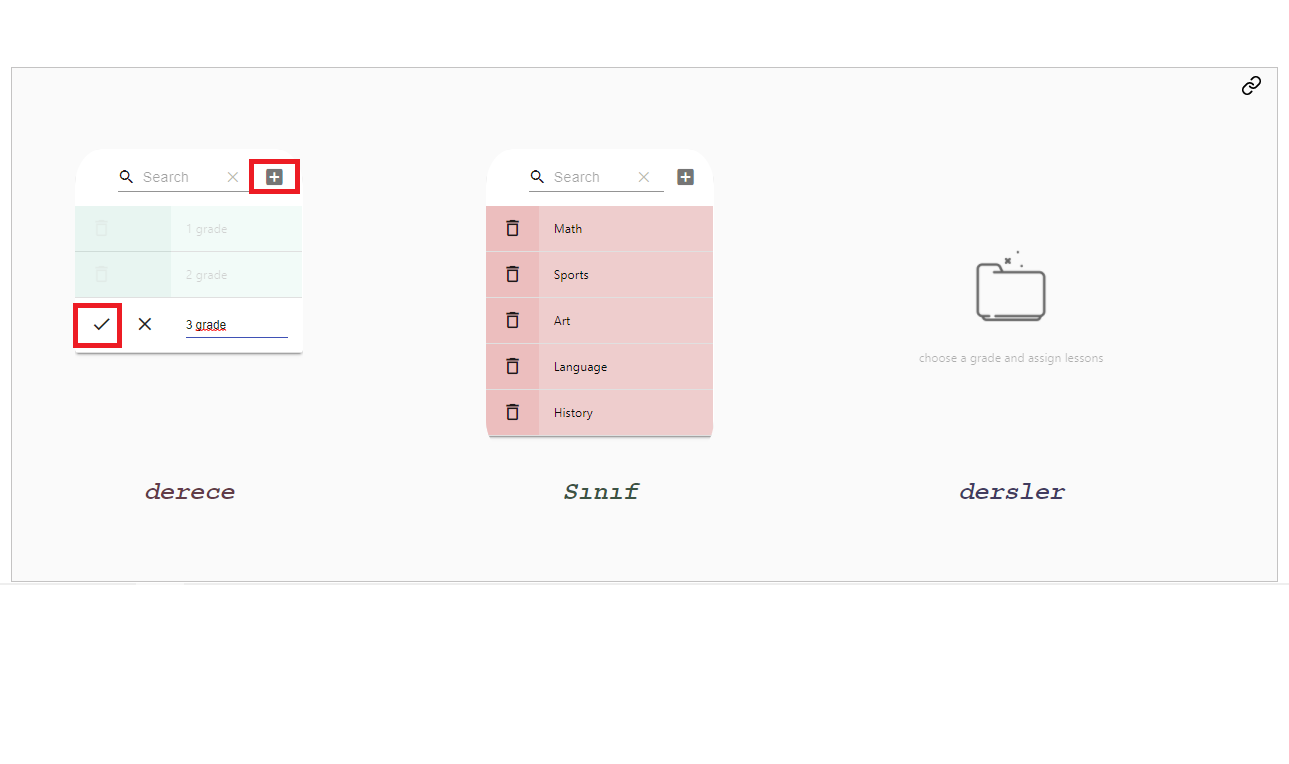 Search
1 grade
2 grade
3 grade
derece
Search
Math
Sports
Art
Language
History
Sınıf
choose a grade and assign lessons
dersler